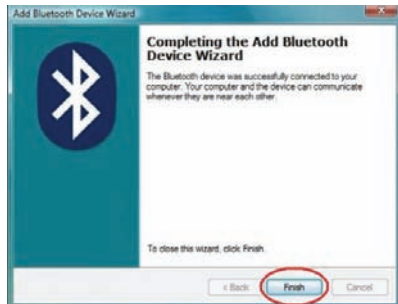 Add Bluetooth Device Wizard
Completing the Add Bluetooth
Device Wizard
The Bluetooth device was successfully connected to your
computer. Your computer and the device can communicate
whenever they are near each other.
To close this wizard, click Finish.
< Back Finish Cancel